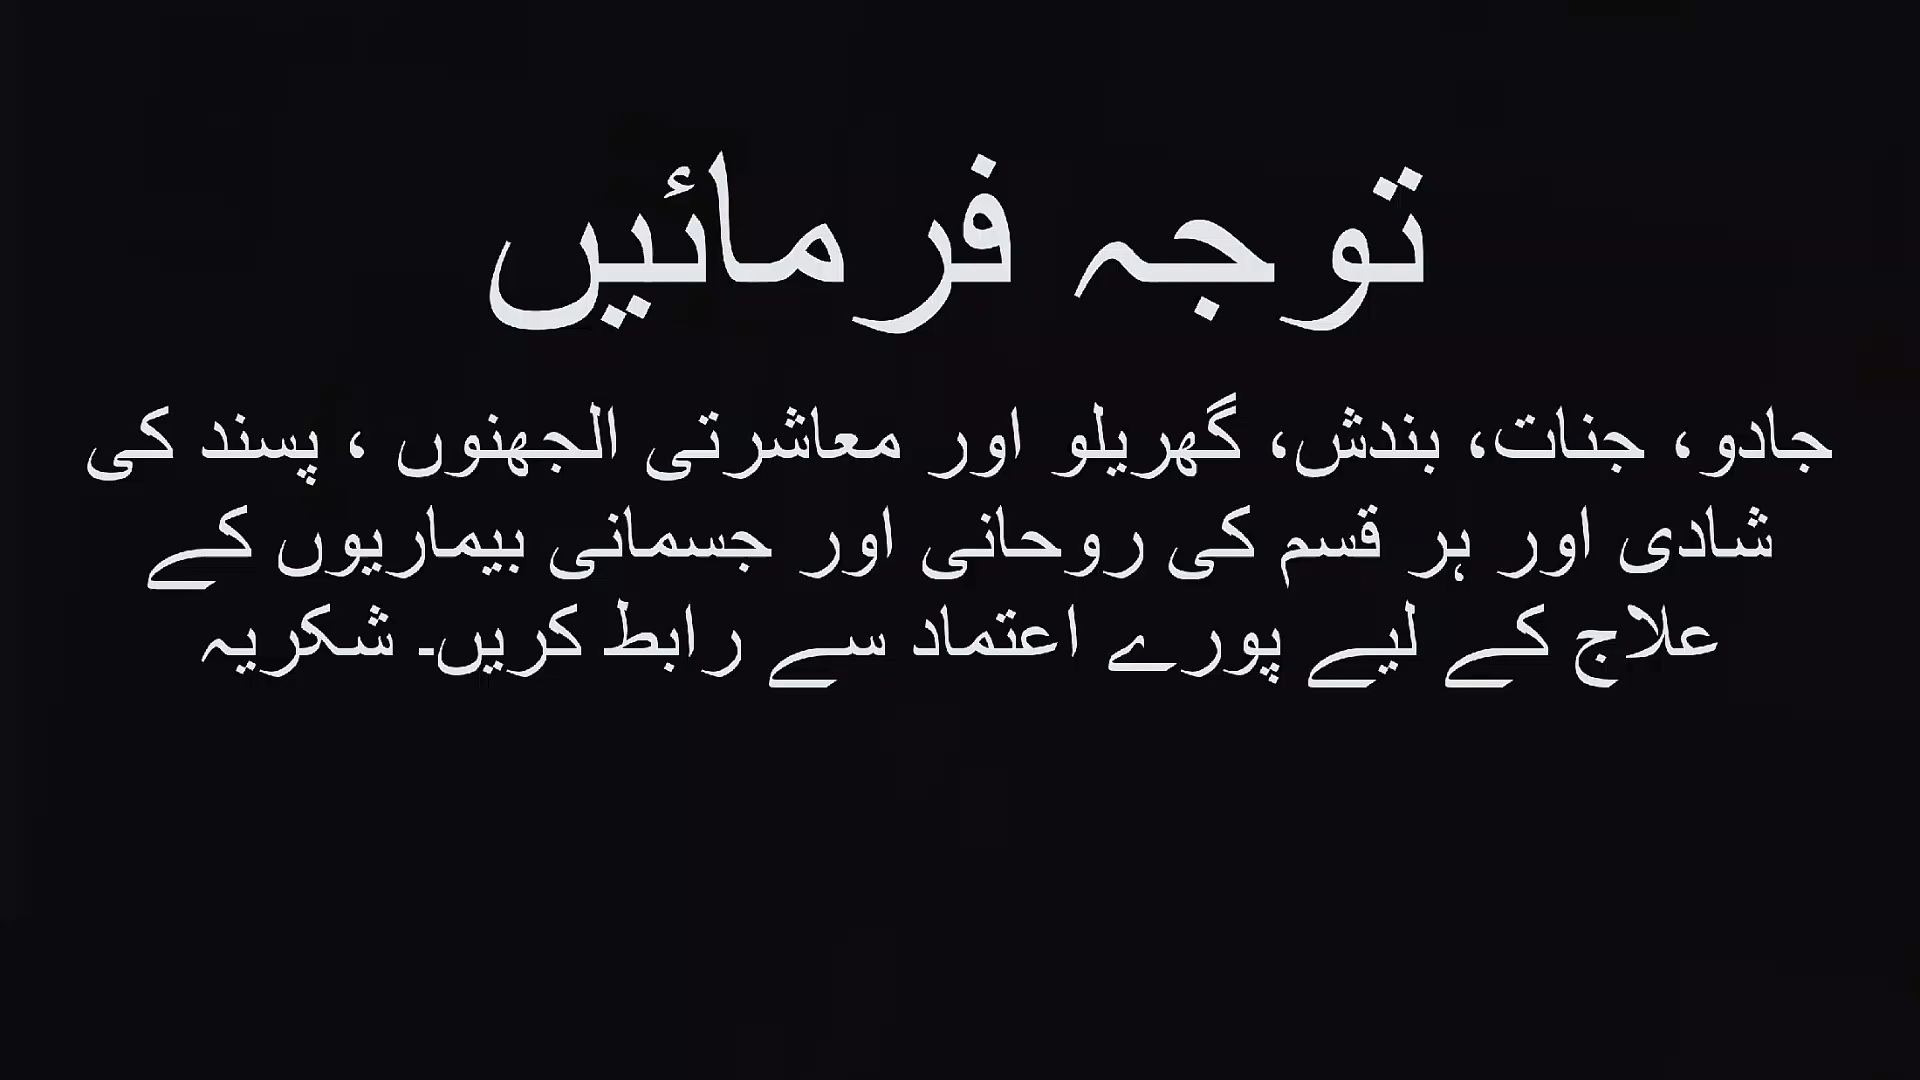 توجہ فرمائیں
جادو، جنات، بندش، گھریلو اور معاشرتی الجھنوں ، پسند کی
شادی اور ہر قسم کی روحانی اور جسمانی بیماریوں کے
علاج کے لیے پورے اعتماد سے رابط کریں۔ شکریہ